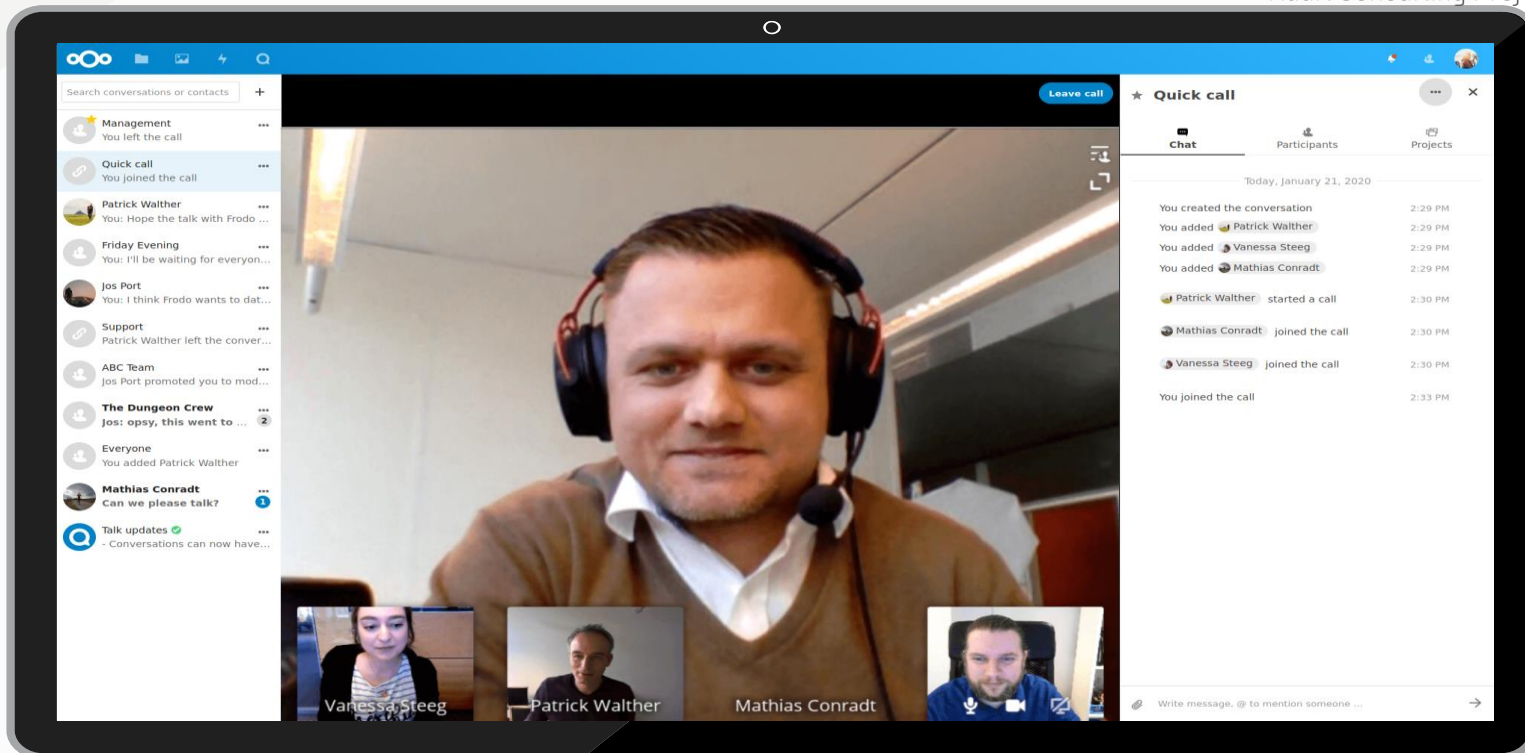 Search conversations or contacts +
Management
You left the call
Quick call
You joined the call
Patrick Walther
You: Hope the talk with Frodo ...
Friday Evening
You: I'll be waiting for everyon...
Jos Port
You: I think Frodo wants to dat...
Support
Patrick Walther left the conver...
ABC Team
Jos Port promoted you to mod...
The Dungeon Crew
Jos: opsy, this went to ... 2
Everyone
You added Patrick Walther
Mathias Conradt
Can we please talk? 1
Talk updates
- Conversations can now have...
Leave call
Vanessa Steeg
Patrick Walther
Mathias Conradt
Quick call
Chat Participants Projects
Today, January 21, 2020
You created the conversation 2:29 PM
You added Patrick Walther 2:29 PM
You added Vanessa Steeg 2:29 PM
You added Mathias Conradt 2:29 PM
Patrick Walther started a call 2:30 PM
Mathias Conradt joined the call 2:30 PM
Vanessa Steeg joined the call 2:30 PM
You joined the call 2:33 PM
Write message, @ to mention someone ...